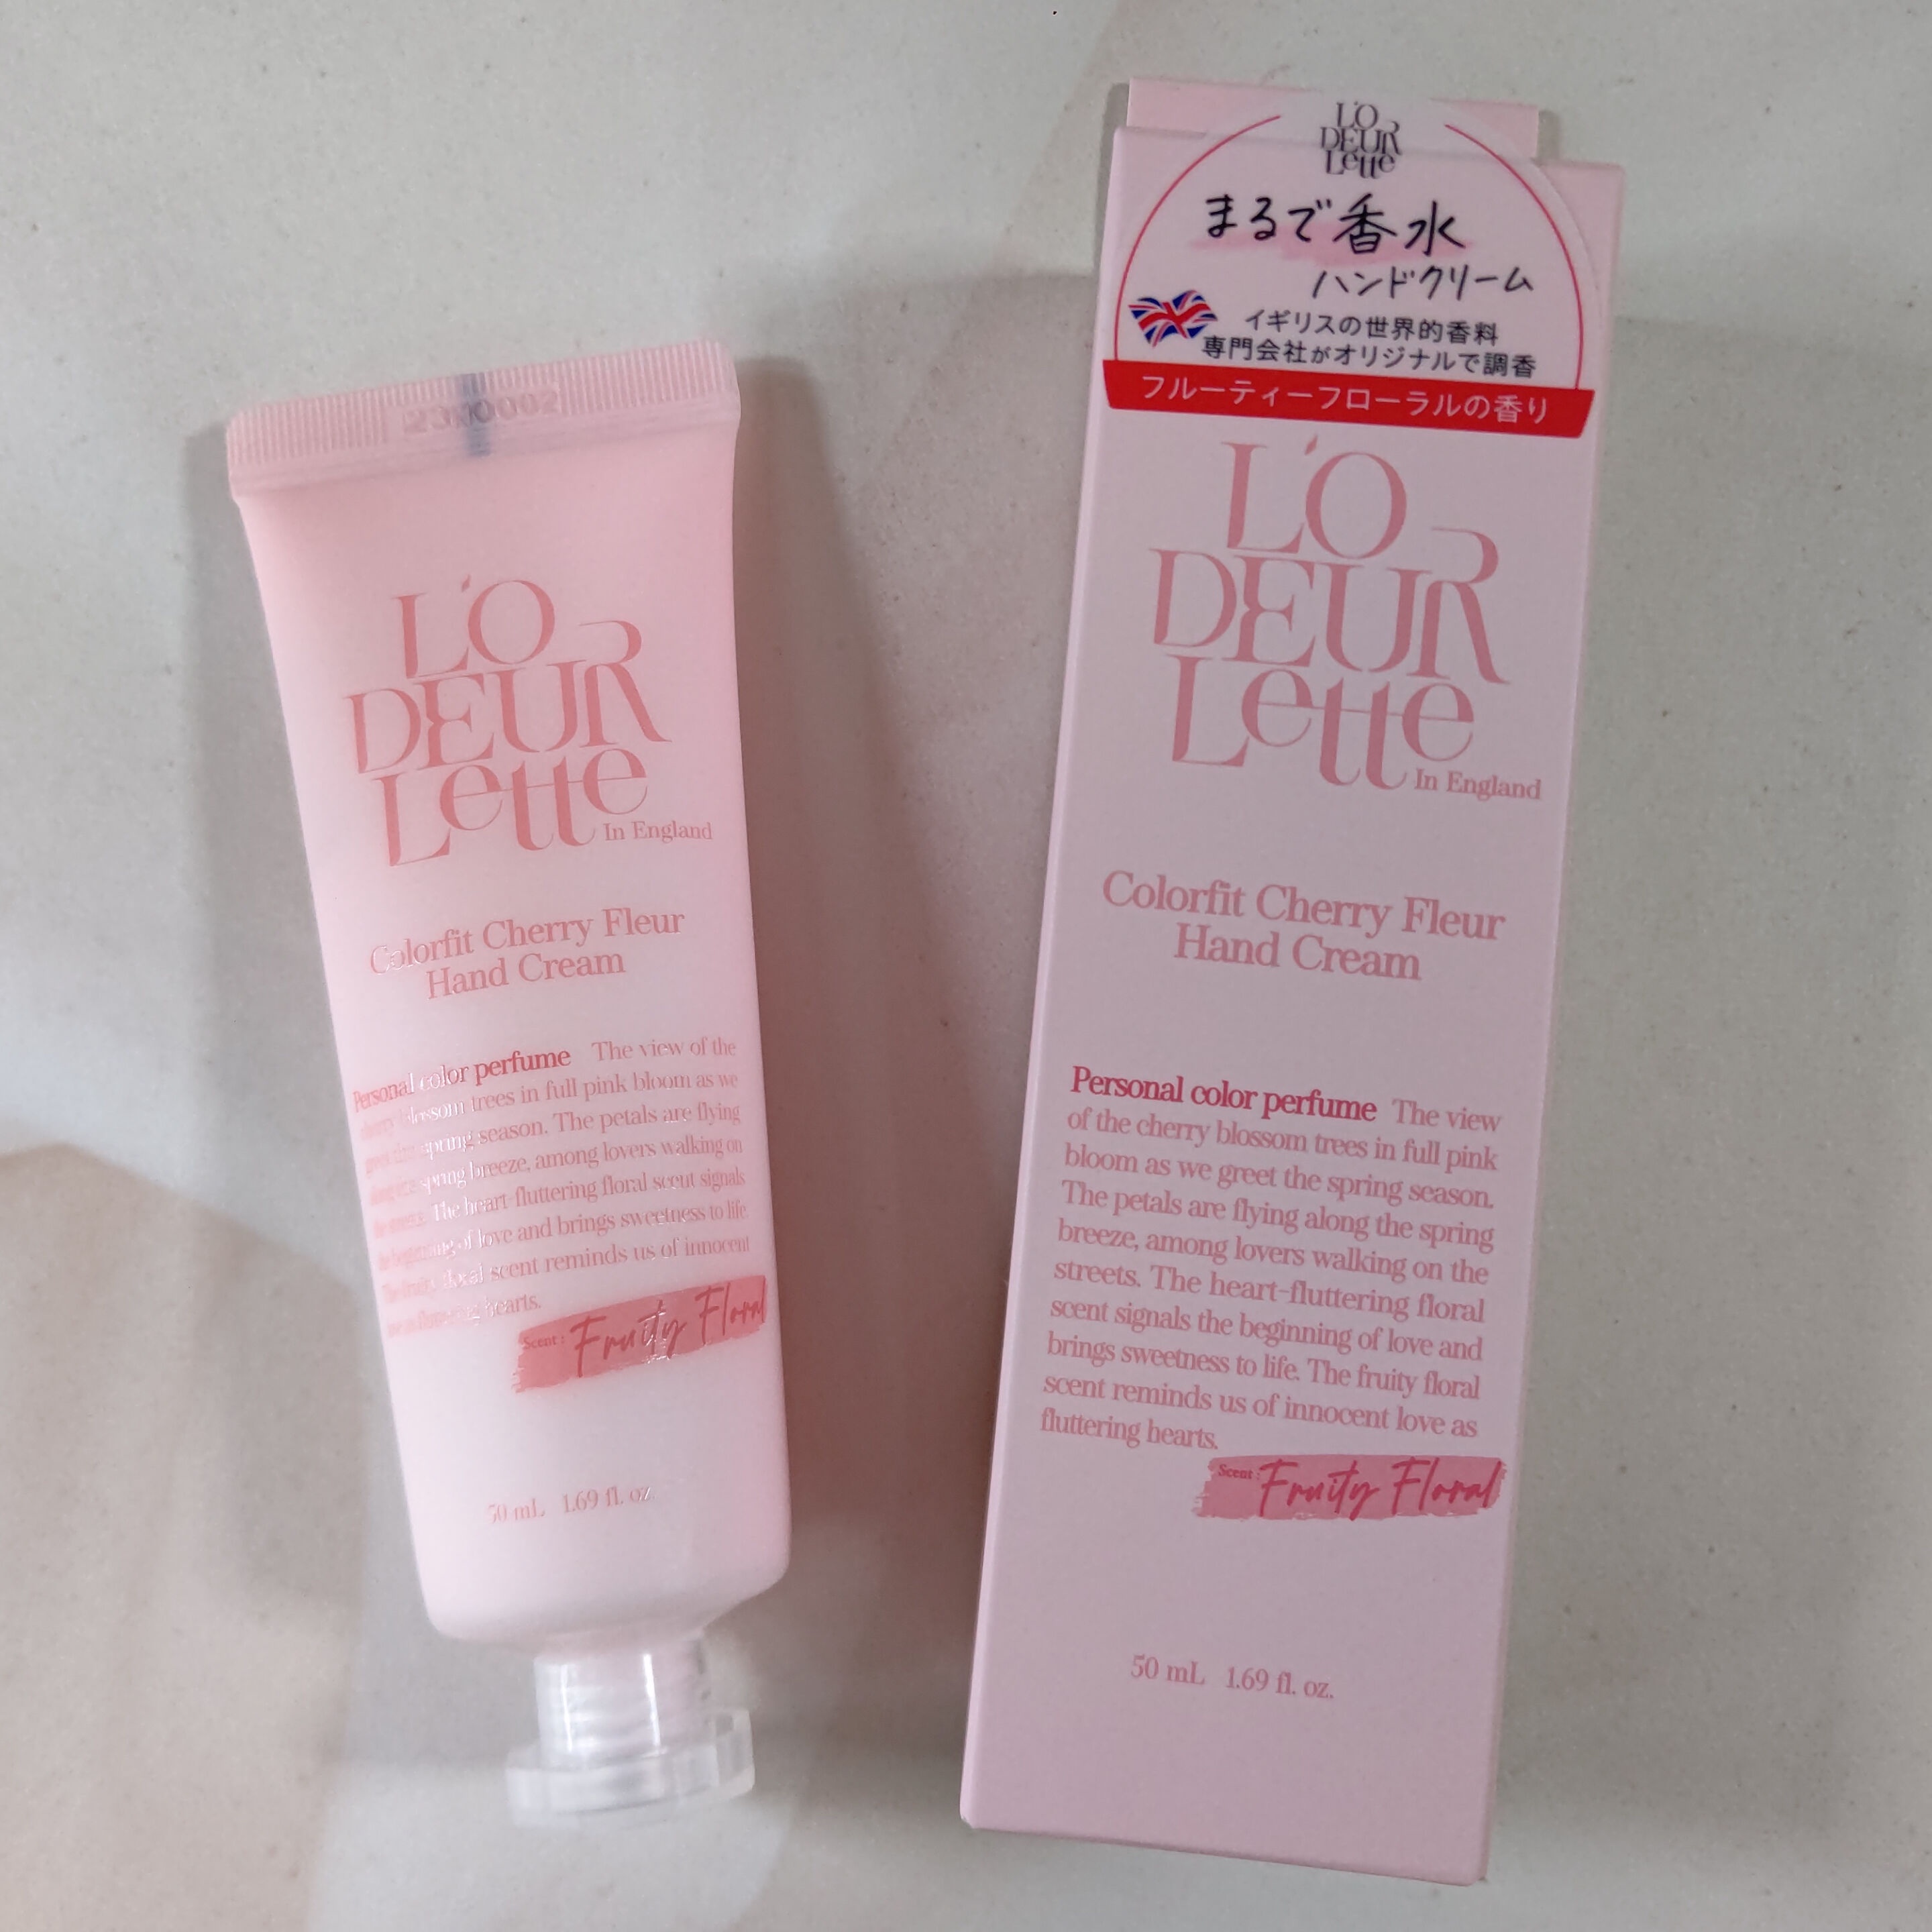 23K0002
L'O
DEUR
Lette
In England
Colorfit Cherry Fleur
Hand Cream
Personal color perfume The view of the
cherry blossom trees in full pink bloom as we
greet the spring season. The petals are flying
along the spring breeze, among lovers walking on
the streets. The heart-fluttering floral scent signals
the beginning of love and brings sweetness to life.
The fruity floral scent reminds us of innocent
love as fluttering hearts.
Scent : Fruity Floral
50 mL 1.69 fl. oz.
L'O
DEUR
Lette
まるで香水
ハンドクリーム
イギリスの世界的香料
専門会社がオリジナルで調香
フルーティーフローラルの香り
L'O
DEUR
Lette
In England
Colorfit Cherry Fleur
Hand Cream
Personal color perfume The view
of the cherry blossom trees in full pink
bloom as we greet the spring season.
The petals are flying along the spring
breeze, among lovers walking on the
streets. The heart-fluttering floral
scent signals the beginning of love and
brings sweetness to life. The fruity floral
scent reminds us of innocent love as
fluttering hearts.
Scent : Fruity Floral
50 mL 1.69 fl. oz.